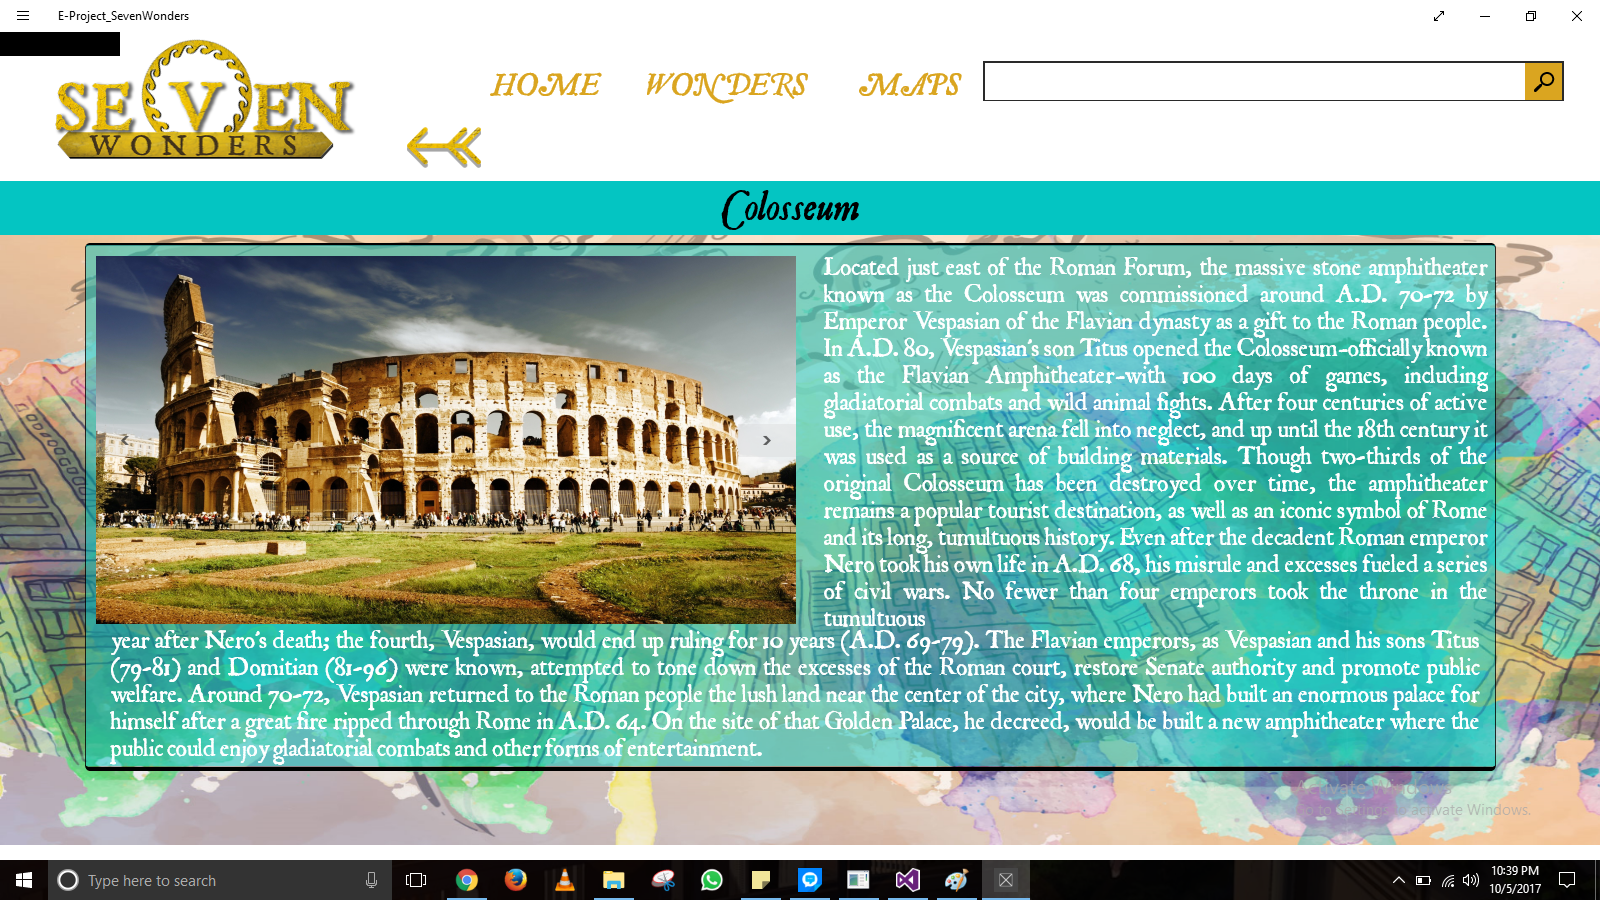 E-Project_SevenWonders
SEVEN
WONDERS
HOME WONDERS MAPS
Colosseum
Located just east of the Roman Forum, the massive stone amphitheater
known as the Colosseum was commissioned around A.D. 70-72 by
Emperor Vespasian of the Flavian dynasty as a gift to the Roman people.
In A.D. 80, Vespasian's son Titus opened the Colosseum-officially known
as the Flavian Amphitheater-with 100 days of games, including
gladiatorial combats and wild animal fights. After four centuries of active
use, the magnificent arena fell into neglect, and up until the 18th century it
was used as a source of building materials. Though two-thirds of the
original Colosseum has been destroyed over time, the amphitheater
remains a popular tourist destination, as well as an iconic symbol of Rome
and its long, tumultuous history. Even after the decadent Roman emperor
Nero took his own life in A.D. 68, his misrule and excesses fueled a series
of civil wars. No fewer than four emperors took the throne in the
tumultuous
year after Nero's death; the fourth, Vespasian, would end up ruling for 10 years (A.D. 69-79). The Flavian emperors, as Vespasian and his sons Titus
(79-81) and Domitian (81-96) were known, attempted to tone down the excesses of the Roman court, restore Senate authority and promote public
welfare. Around 70-72, Vespasian returned to the Roman people the lush land near the center of the city, where Nero had built an enormous palace for
himself after a great fire ripped through Rome in A.D. 64. On the site of that Golden Palace, he decreed, would be built a new amphitheater where the
public could enjoy gladiatorial combats and other forms of entertainment.
Activate Windows
Go to Settings to activate Windows.
Type here to search
10:39 PM
10/5/2017